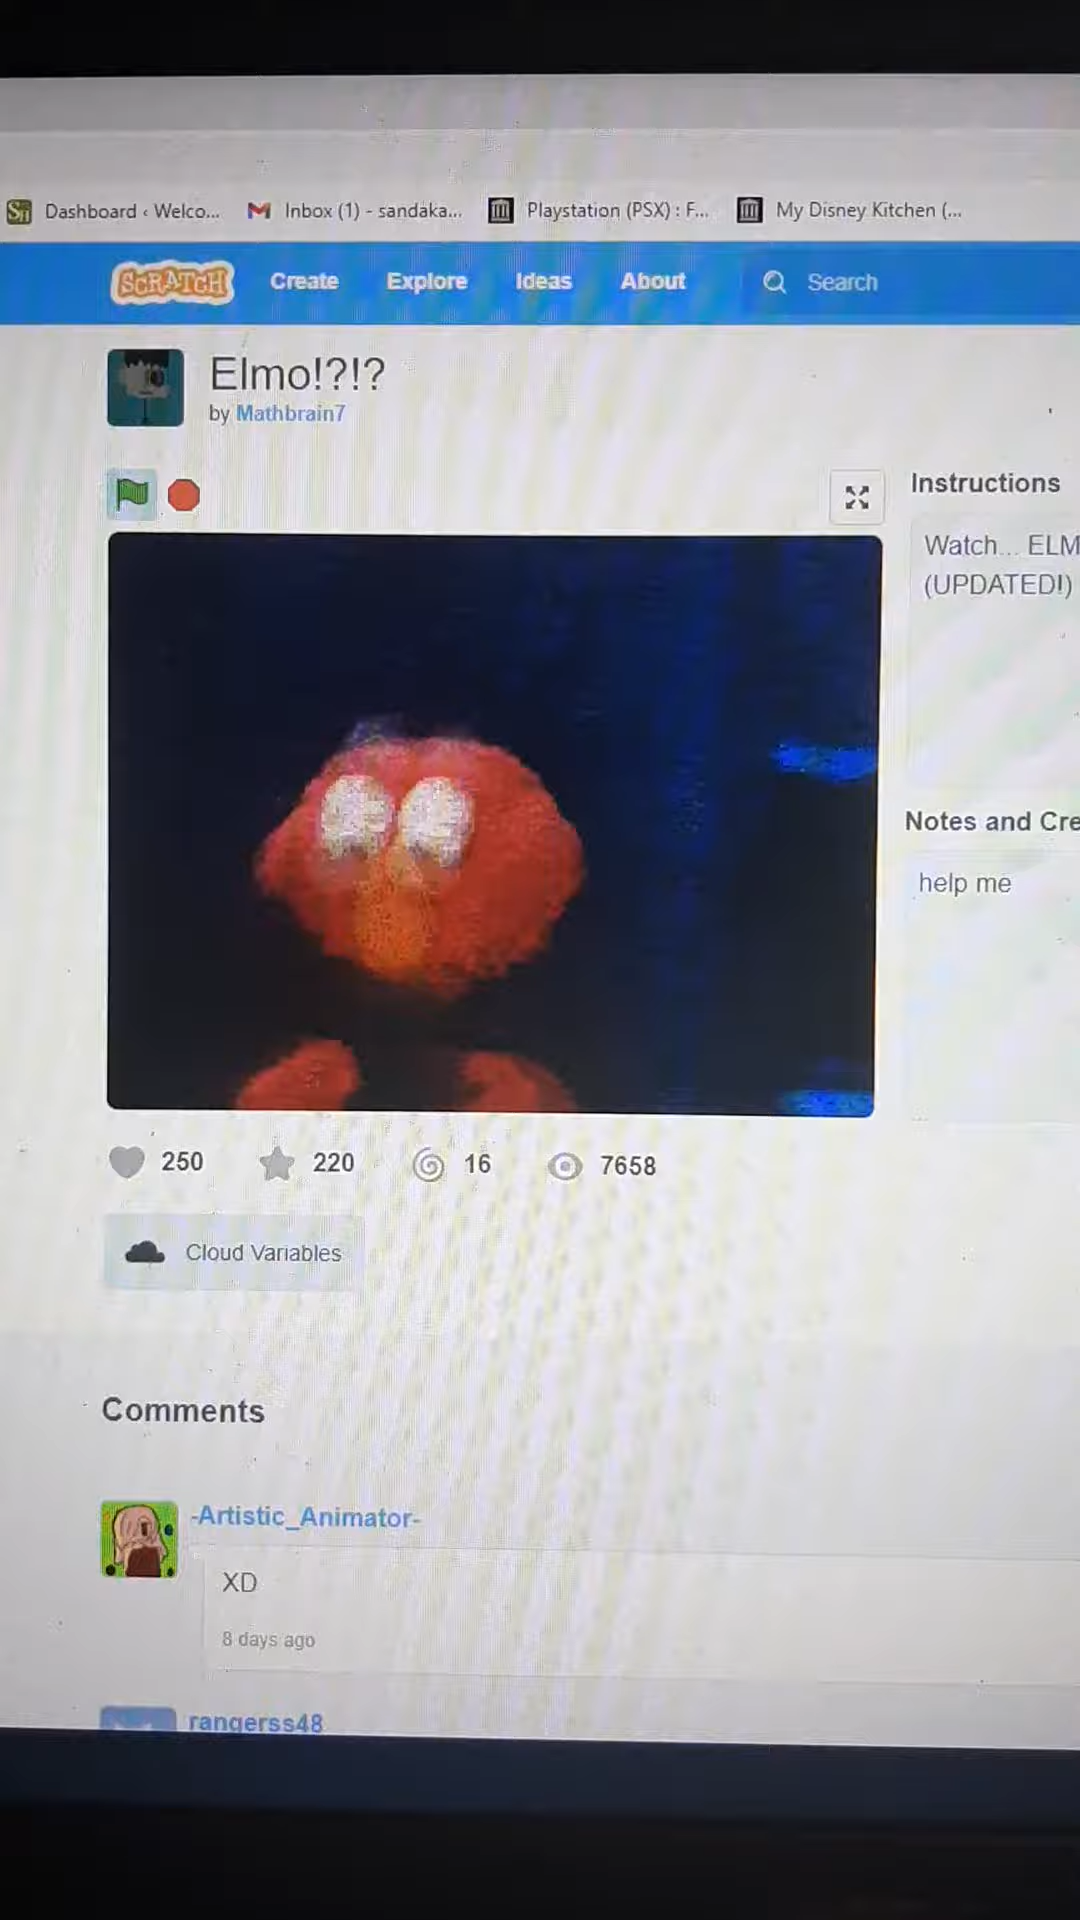 Dashboard ‹ Welco...
Inbox (1) - sandaka...
Playstation (PSX) : F...
My Disney Kitchen (...
SCRATCH
Create
Explore
Ideas
About
Search
Elmo!?!?
by Mathbrain7
Instructions
Watch... ELM
(UPDATED!)
Notes and Cre
help me
250
220
16
7658
Cloud Variables
Comments
-Artistic_Animator-
XD
8 days ago
rangerss48